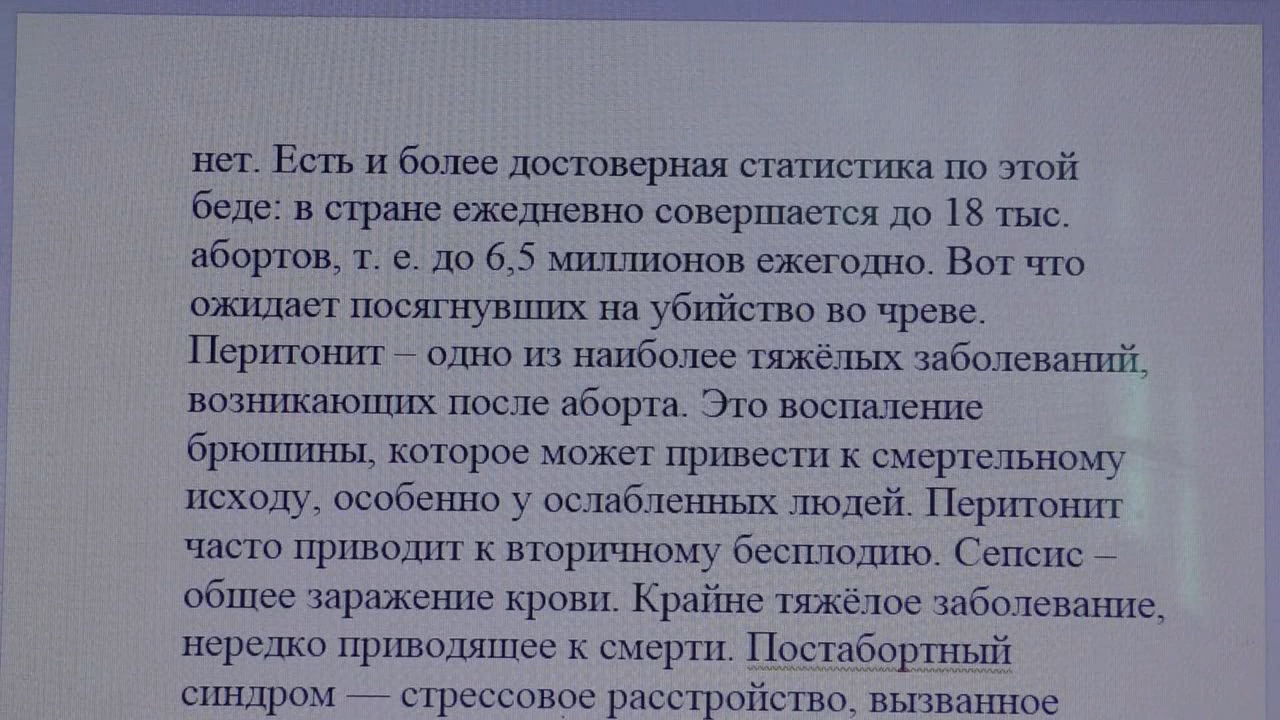 нет. Есть и более достоверная статистика по этой
беде: в стране ежедневно совершается до 18 тыс.
абортов, т. е. до 6,5 миллионов ежегодно. Вот что
ожидает посягнувших на убийство во чреве.
Перитонит – одно из наиболее тяжёлых заболеваний,
возникающих после аборта. Это воспаление
брюшины, которое может привести к смертельному
исходу, особенно у ослабленных людей. Перитонит
часто приводит к вторичному бесплодию. Сепсис –
общее заражение крови. Крайне тяжёлое заболевание,
нередко приводящее к смерти. Постабортный
синдром — стрессовое расстройство, вызванное